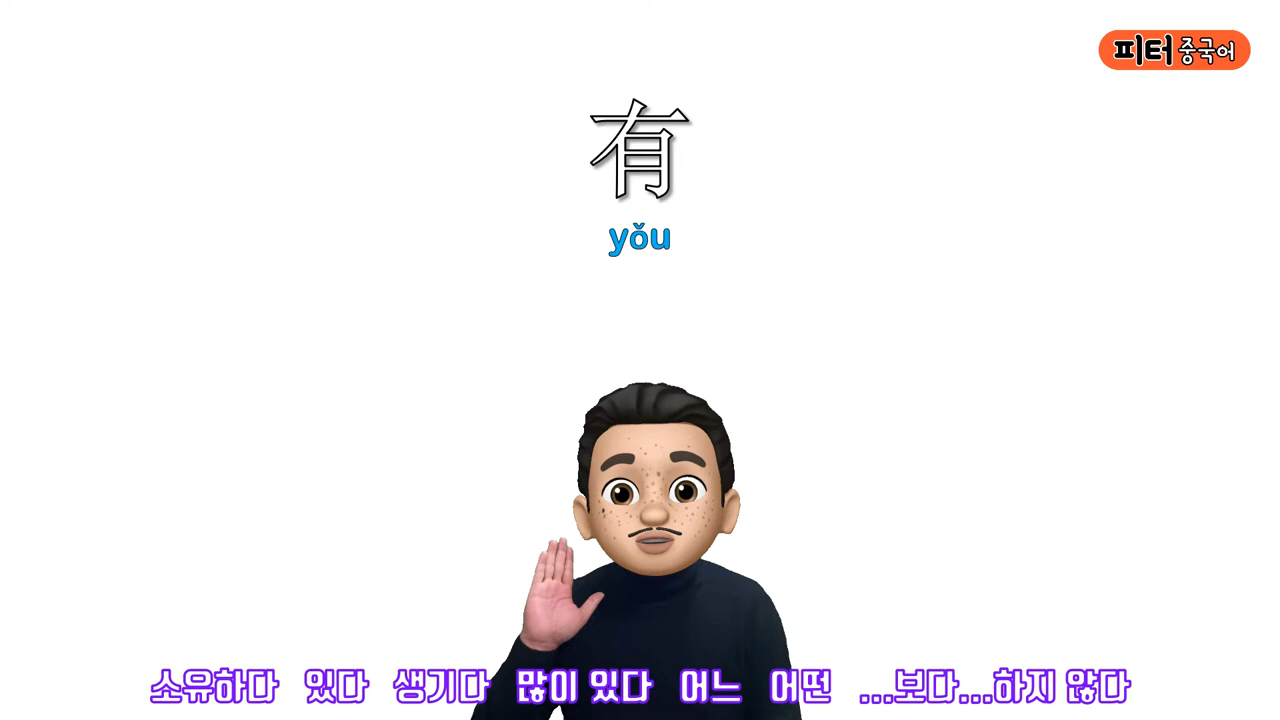 피터 중국어
有
yǒu
소유하다 있다 생기다 많이 있다 어느 어떤 ...보다...하지 않다